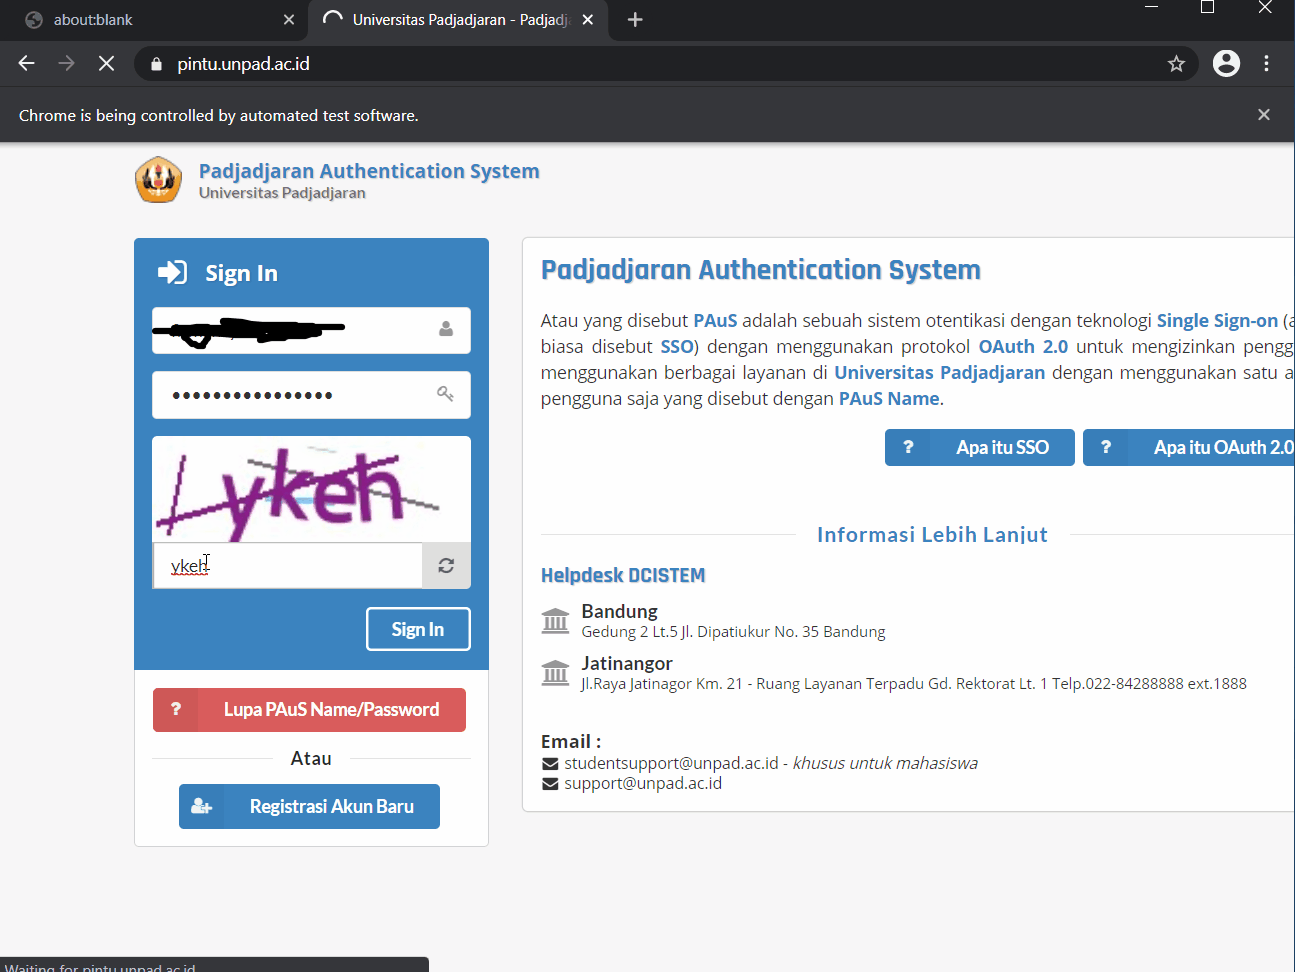 about:blank
Universitas Padjadjaran - Padjadj
pintu.unpad.ac.id
Chrome is being controlled by automated test software.
Padjadjaran Authentication System
Universitas Padjadjaran
Sign In
••••••••••••••••
Lykeh
ykeh
Sign In
? Lupa PAuS Name/Password
Atau
Registrasi Akun Baru
Padjadjaran Authentication System
Atau yang disebut PAuS adalah sebuah sistem otentikasi dengan teknologi Single Sign-on (a
biasa disebut SSO) dengan menggunakan protokol OAuth 2.0 untuk mengizinkan pengg
menggunakan berbagai layanan di Universitas Padjadjaran dengan menggunakan satu a
pengguna saja yang disebut dengan PAuS Name.
? Apa itu SSO ? Apa itu OAuth 2.0
Informasi Lebih Lanjut
Helpdesk DCISTEM
Bandung
Gedung 2 Lt.5 Jl. Dipatiukur No. 35 Bandung
Jatinangor
Jl.Raya Jatinagor Km. 21 - Ruang Layanan Terpadu Gd. Rektorat Lt. 1 Telp.022-84288888 ext.1888
Email :
studentsupport@unpad.ac.id - khusus untuk mahasiswa
support@unpad.ac.id
Waiting for pintu.unpad.ac.id